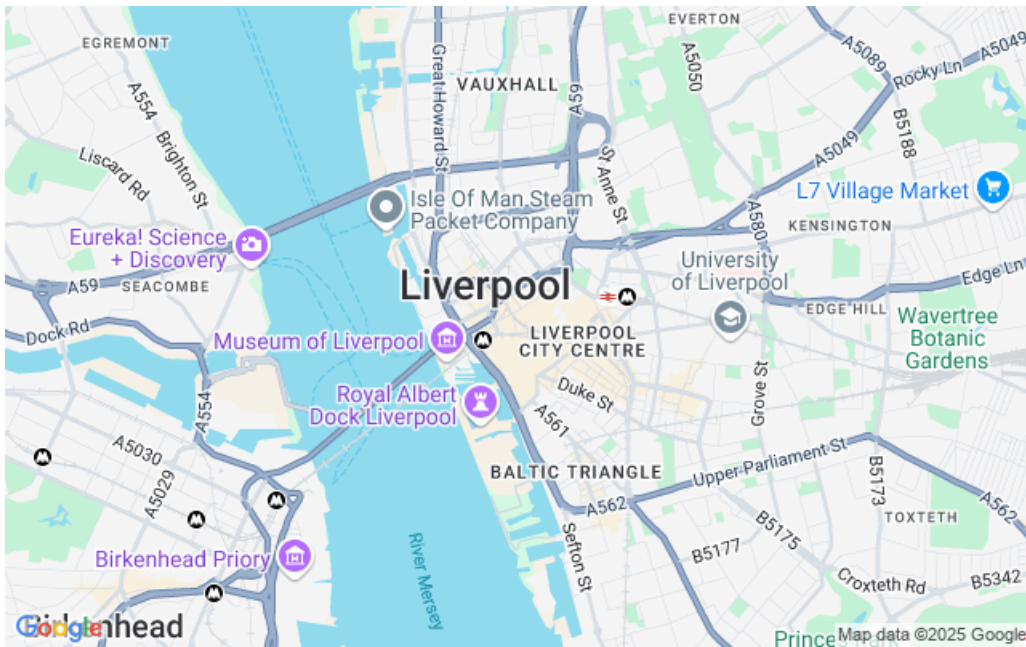 EVERTON
EGREMONT
A5089
A5049
A554
Great Howard St
A59
A5050
Rocky Ln
VAUXHALL
Brighton St
Liscard Rd
A5049
B5188
St Anne St
L7 Village Market
Isle Of Man Steam
Packet Company
A580
KENSINGTON
Eureka! Science
+ Discovery
University
of Liverpool
Edge Ln
A59
SEACOMBE
Liverpool
EDGE HILL
Wavertree
Botanic
Gardens
Dock Rd
Museum of Liverpool
LIVERPOOL
CITY CENTRE
Royal Albert
Dock Liverpool
Duke St
Grove St
A554
A561
A5030
A5029
BALTIC TRIANGLE
Upper Parliament St
B5173
A562
A562
TOXTETH
Sefton St
B5175
B5177
Birkenhead Priory
River Mersey
Croxteth Rd
B5342
Google
Birkenhead
Princes Park
Map data ©2025 Google